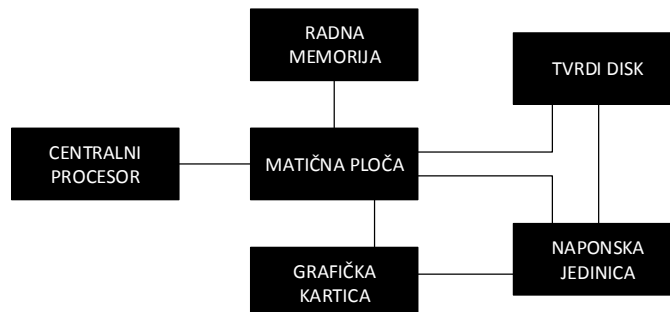 RADNA
MEMORIJA
TVRDI DISK
CENTRALNI
PROCESOR
MATIČNA PLOČA
GRAFIČKA
KARTICA
NAPONSKA
JEDINICA